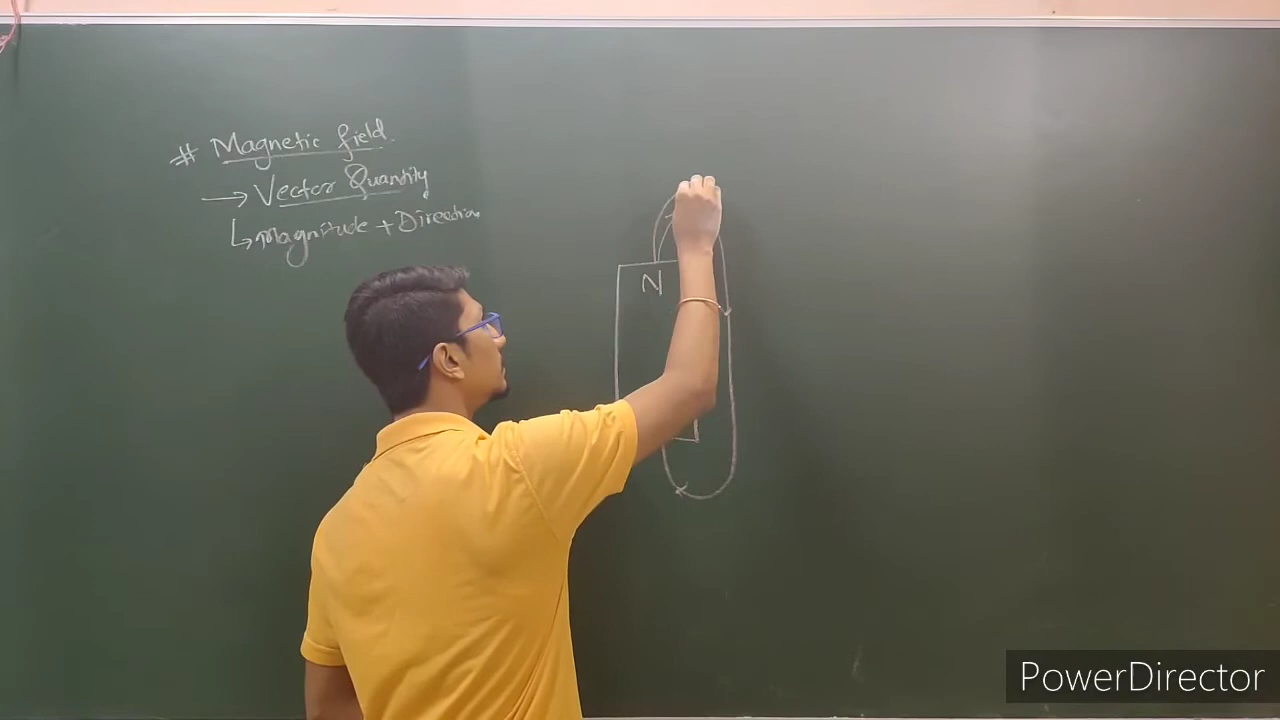 # Magnetic field.
→ Vector Quantity
↳ Magnitude + Direction
N
PowerDirector